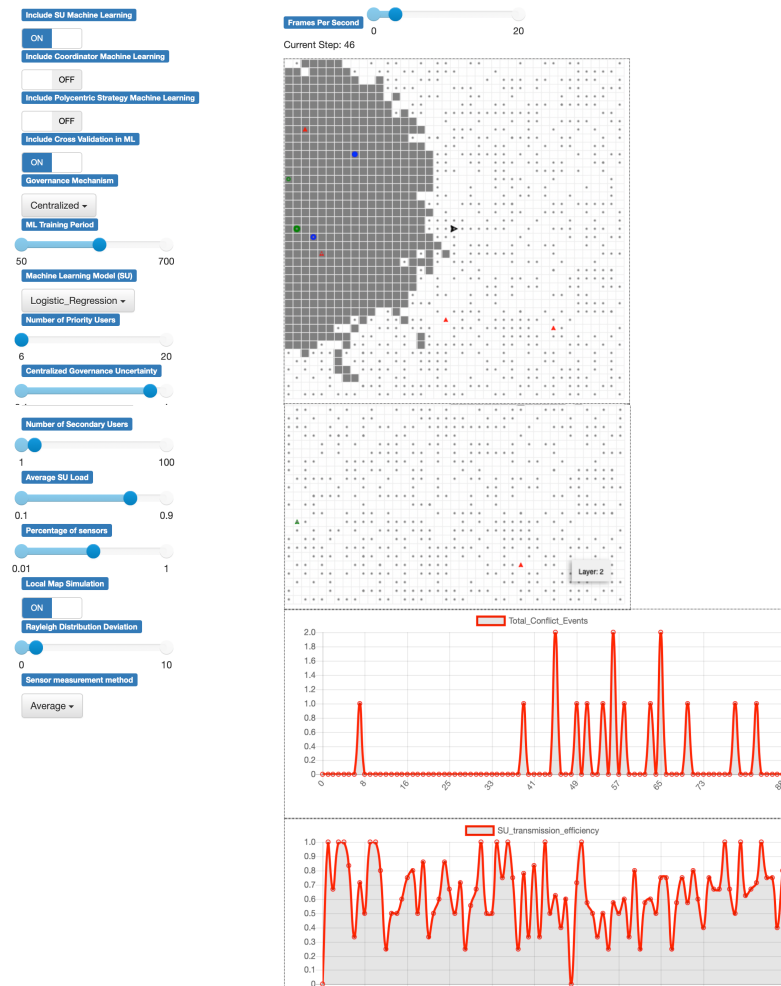 Include SU Machine Learning
ON
Include Coordinator Machine Learning
OFF
Include Polycentric Strategy Machine Learning
OFF
Include Cross Validation in ML
ON
Governance Mechanism
Centralized
ML Training Period
50 700
Machine Learning Model (SU)
Logistic_Regression
Number of Priority Users
6 20
Centralized Governance Uncertainty
Number of Secondary Users
1 100
Average SU Load
0.1 0.9
Percentage of sensors
0.01 1
Local Map Simulation
ON
Rayleigh Distribution Deviation
0 10
Sensor measurement method
Average
Frames Per Second
0 20
Current Step: 46
Layer: 2
Total_Conflict_Events
2.0
1.8
1.6
1.4
1.2
1.0
0.8
0.6
0.4
0.2
0
0 8 16 25 33 41 49 57 65 73 88
SU_transmission_efficiency
1.0
0.9
0.8
0.7
0.6
0.5
0.4
0.3
0.2
0.1
0